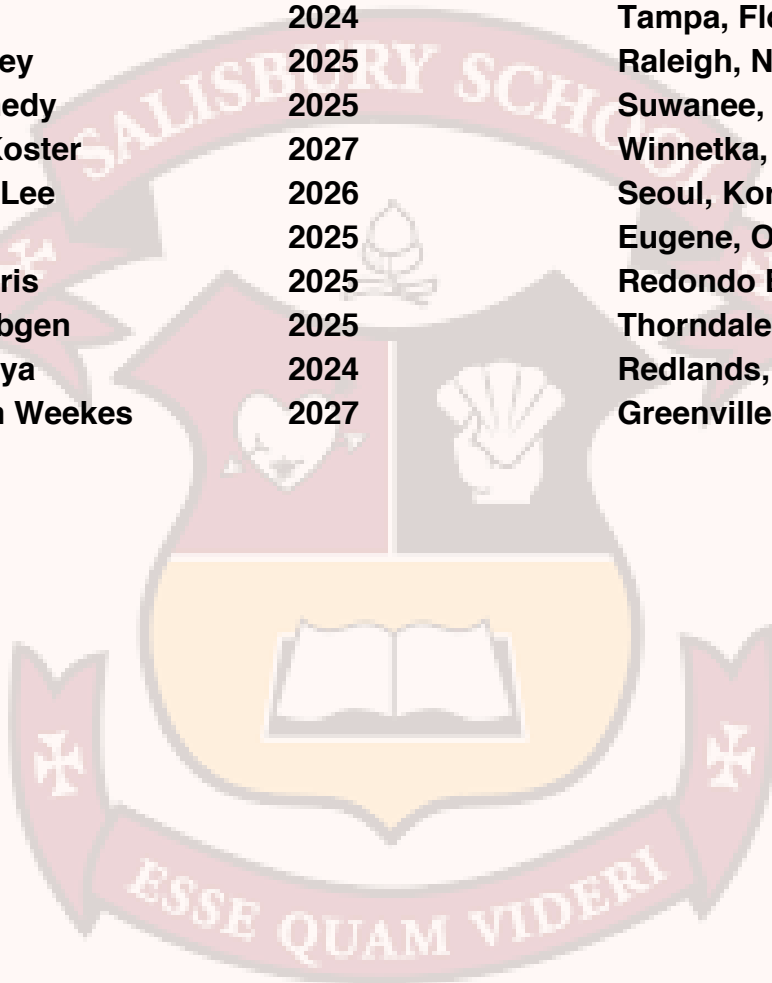 2024 Tampa, Flo
ey 2025 Raleigh, N
edy 2025 Suwanee,
Koster 2027 Winnetka,
Lee 2026 Seoul, Kor
2025 Eugene, O
ris 2025 Redondo B
bgen 2025 Thorndale
ya 2024 Redlands,
n Weekes 2027 Greenville
SALISBURY SCHOOL
ESSE QUAM VIDERI